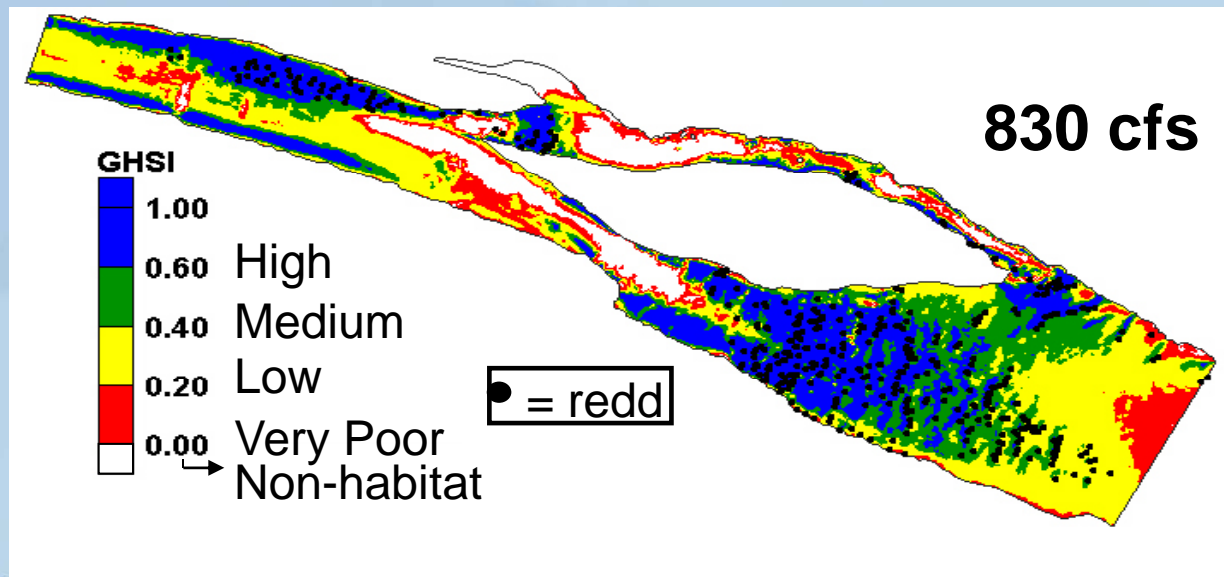 830 cfs
GHSI
1.00
0.60 High
0.40 Medium
0.20 Low
0.00 Very Poor
Non-habitat
= redd